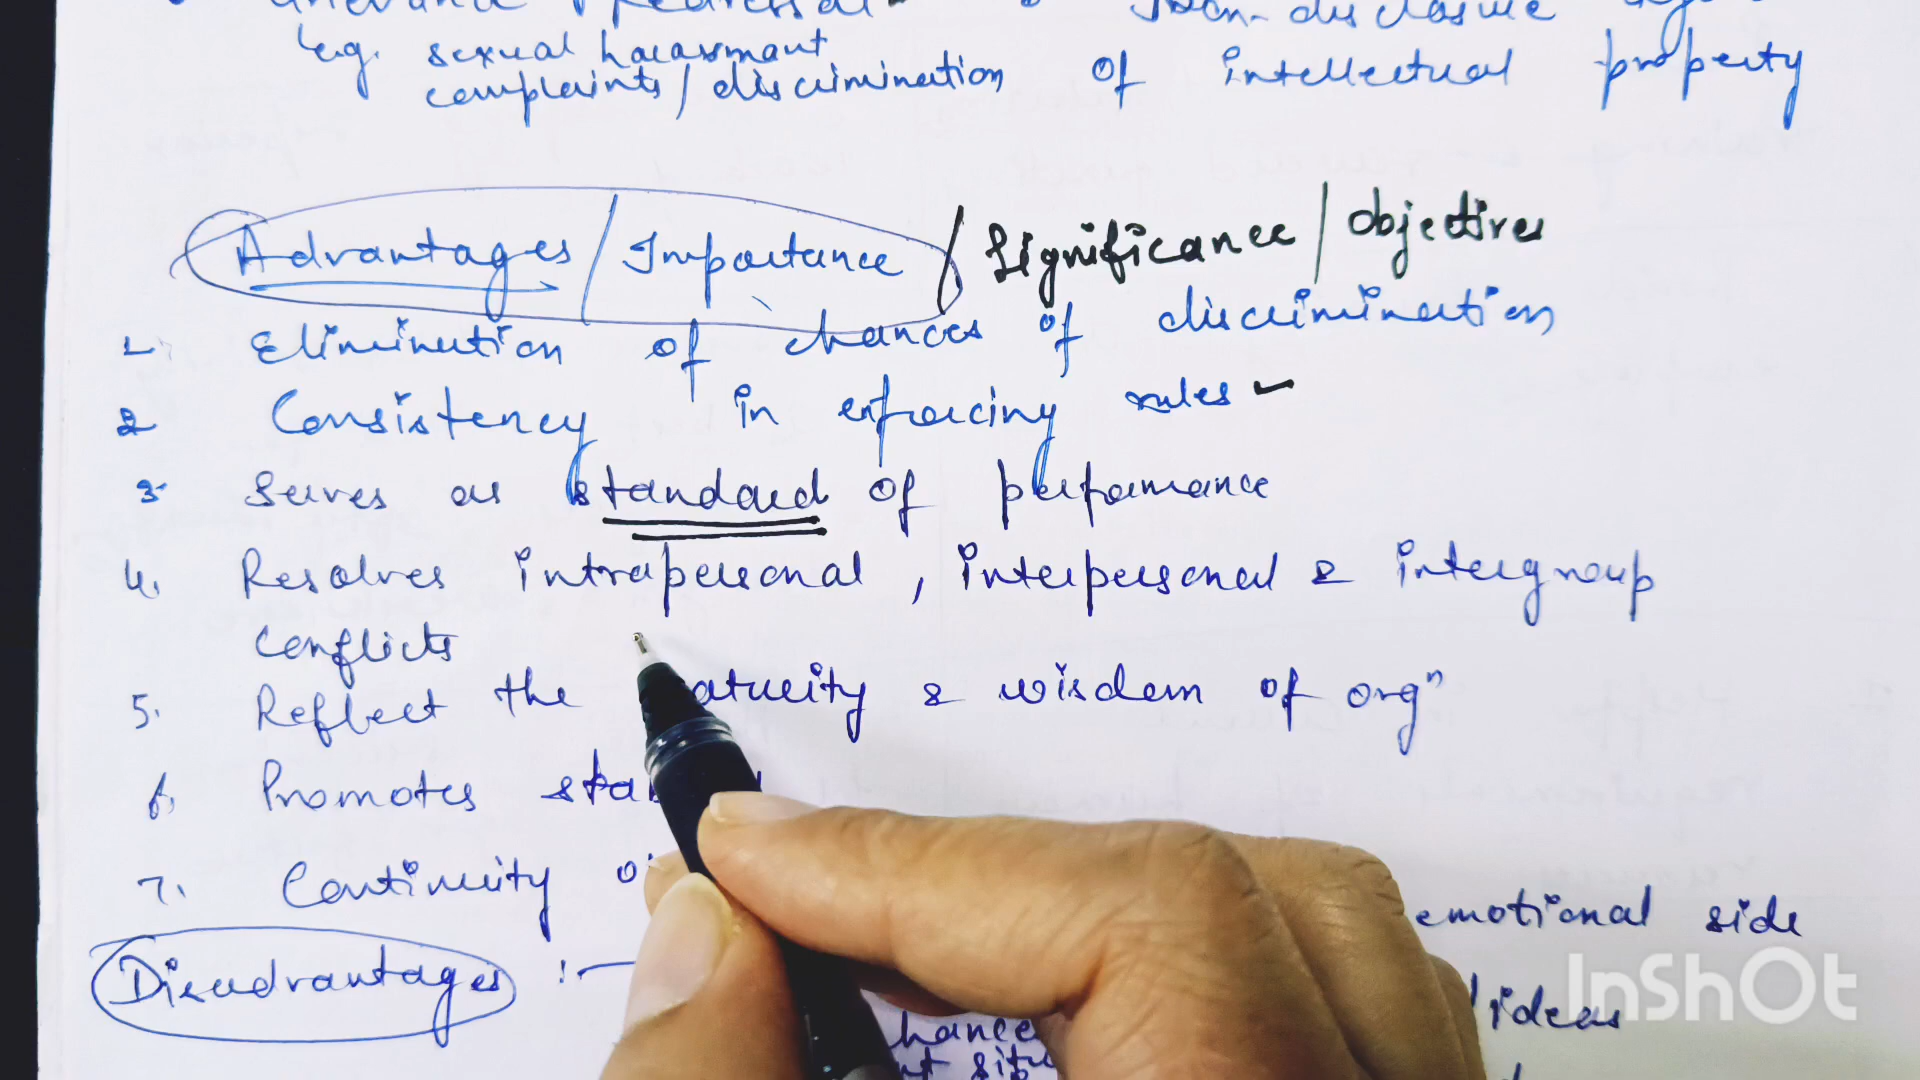 e.g. sexual harassment
complaints / discrimination of intellectual property
Advantages / Importance / Significance / Objectives
1. Elimination of chances of discrimination
2 Consistency in enforcing rules
3. Serves as standard of performance
4. Resolves intrapersonal, interpersonal & intergroup
conflicts
5. Reflect the & wisdom of orgn
6. Promotes
7. Continuity
emotional side
Disadvantages :-
ideas
InShOt